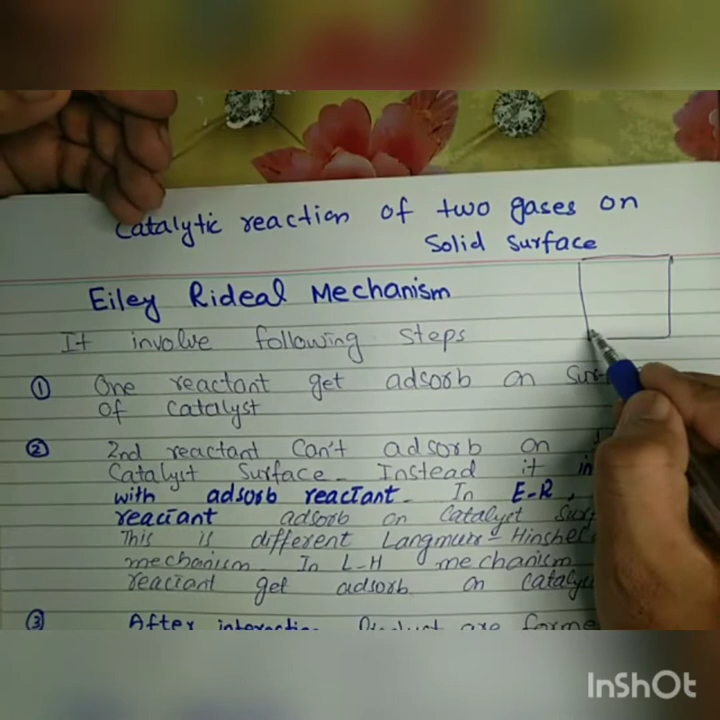 Catalytic reaction of two gases on
Solid Surface
Eiley Rideal Mechanism
It involve following steps
① One reactant get adsorb on
of catalyst
② 2nd reactant Can't adsorb on
Catalyst Surface. Instead it
with adsorb reactant. In E-R,
reactant adsorb on Catalyst
This is different Langmuir-
mechanism. In L-H mechanism
reactant get adsorb on
③ After Product are
InShOt